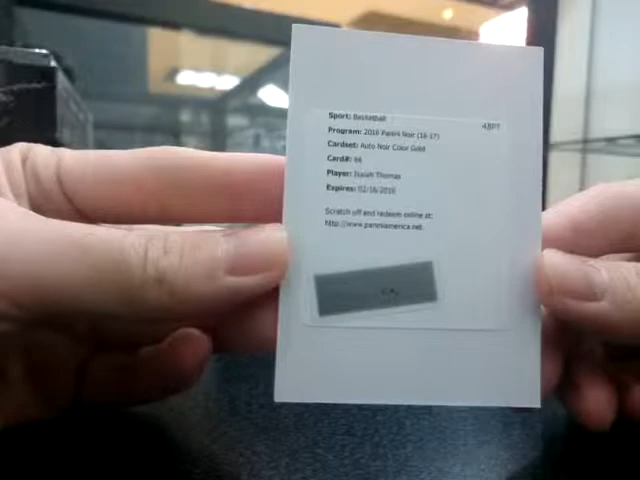 Sport: Basketball
48PT
Program: 2016 Panini Noir (16-17)
Cardset: Auto Noir Color Gold
Card#: 66
Player: Isaiah Thomas
Expires: 02/16/2018
Scratch off and redeem online at:
http://www.paniniamerica.net.